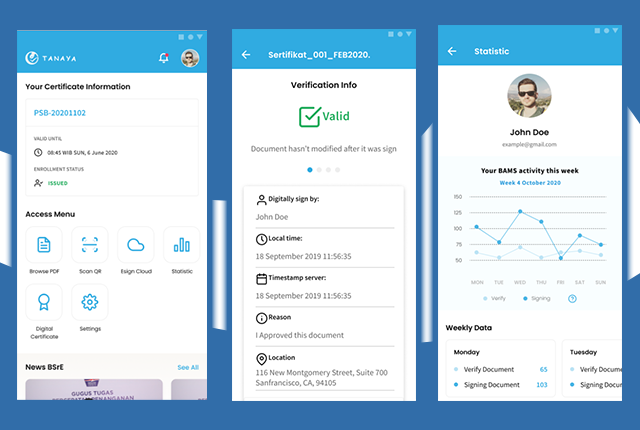 TANAYA
Your Certificate Information
PSB-20201102
VALID UNTIL
08:45 WIB SUN, 6 June 2020
ENROLLMENT STATUS
ISSUED
Access Menu
Browse PDF
Scan QR
Esign Cloud
Statistic
Digital
Certificate
Settings
News BSrE
See All
GUGUS TUGAS
Sertifikat_001_FEB2020.
Verification Info
Valid
Document hasn't modified after it was sign
Digitally sign by:
John Doe
Local time:
18 September 2019 11:56:35
Timestamp server:
18 September 2019 11:56:35
Reason
I Approved this document
Location
116 New Montgomery Street, Suite 700
Sanfrancisco, CA, 94105
Statistic
John Doe
example@gmail.com
Your BAMS activity this week
Week 4 October 2020
150
125
100
75
50
MON TUE WED THU FRI SAT SUN
Verify
Signing
?
Weekly Data
Monday
Verify Document 65
Signing Document 103
Tuesday
Verify Docum
Signing Docu